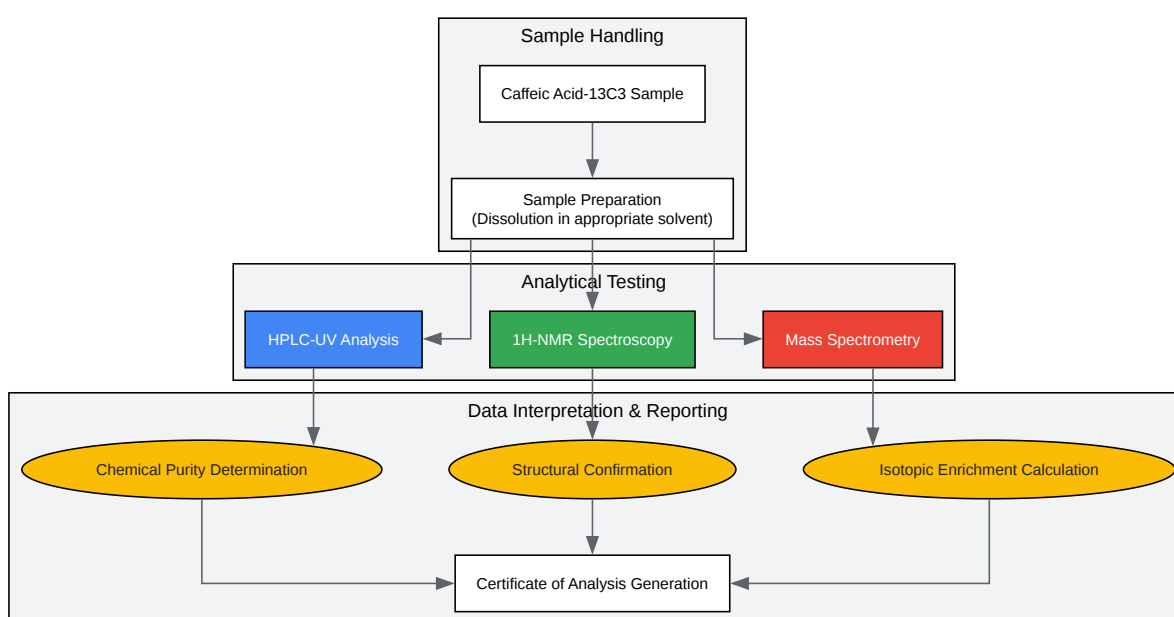 Sample Handling
Caffeic Acid-13C3 Sample
Sample Preparation
(Dissolution in appropriate solvent)
Analytical Testing
HPLC-UV Analysis
1H-NMR Spectroscopy
Mass Spectrometry
Data Interpretation & Reporting
Chemical Purity Determination
Structural Confirmation
Isotopic Enrichment Calculation
Certificate of Analysis Generation